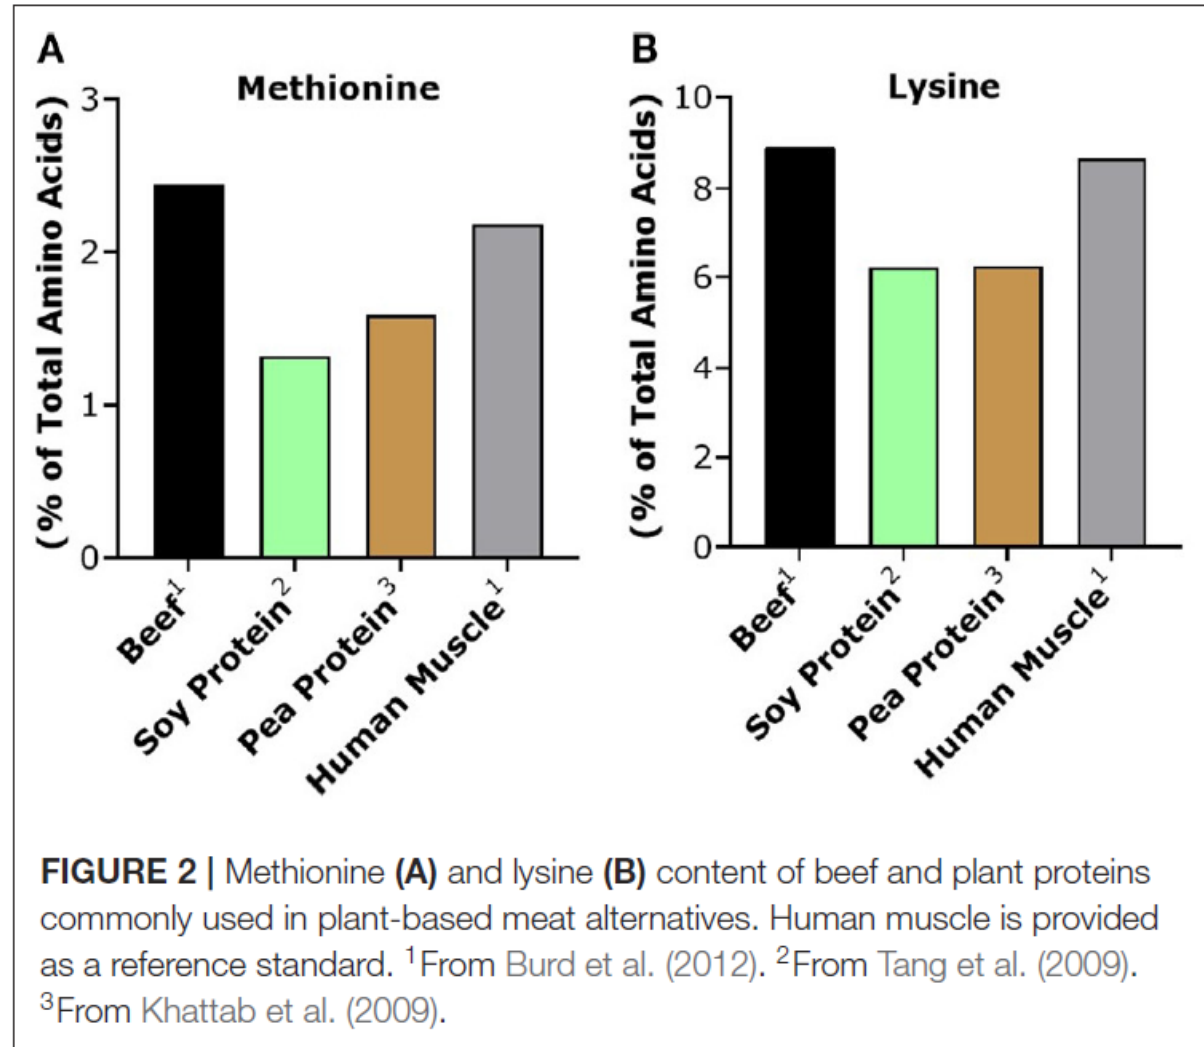 A
Methionine
(% of Total Amino Acids)
3
2
1
0
Beef¹
Soy Protein²
Pea Protein³
Human Muscle¹
B
Lysine
(% of Total Amino Acids)
10
8
6
4
2
0
Beef¹
Soy Protein²
Pea Protein³
Human Muscle¹
FIGURE 2 | Methionine (A) and lysine (B) content of beef and plant proteins
commonly used in plant-based meat alternatives. Human muscle is provided
as a reference standard. ¹From Burd et al. (2012). ²From Tang et al. (2009).
³From Khattab et al. (2009).